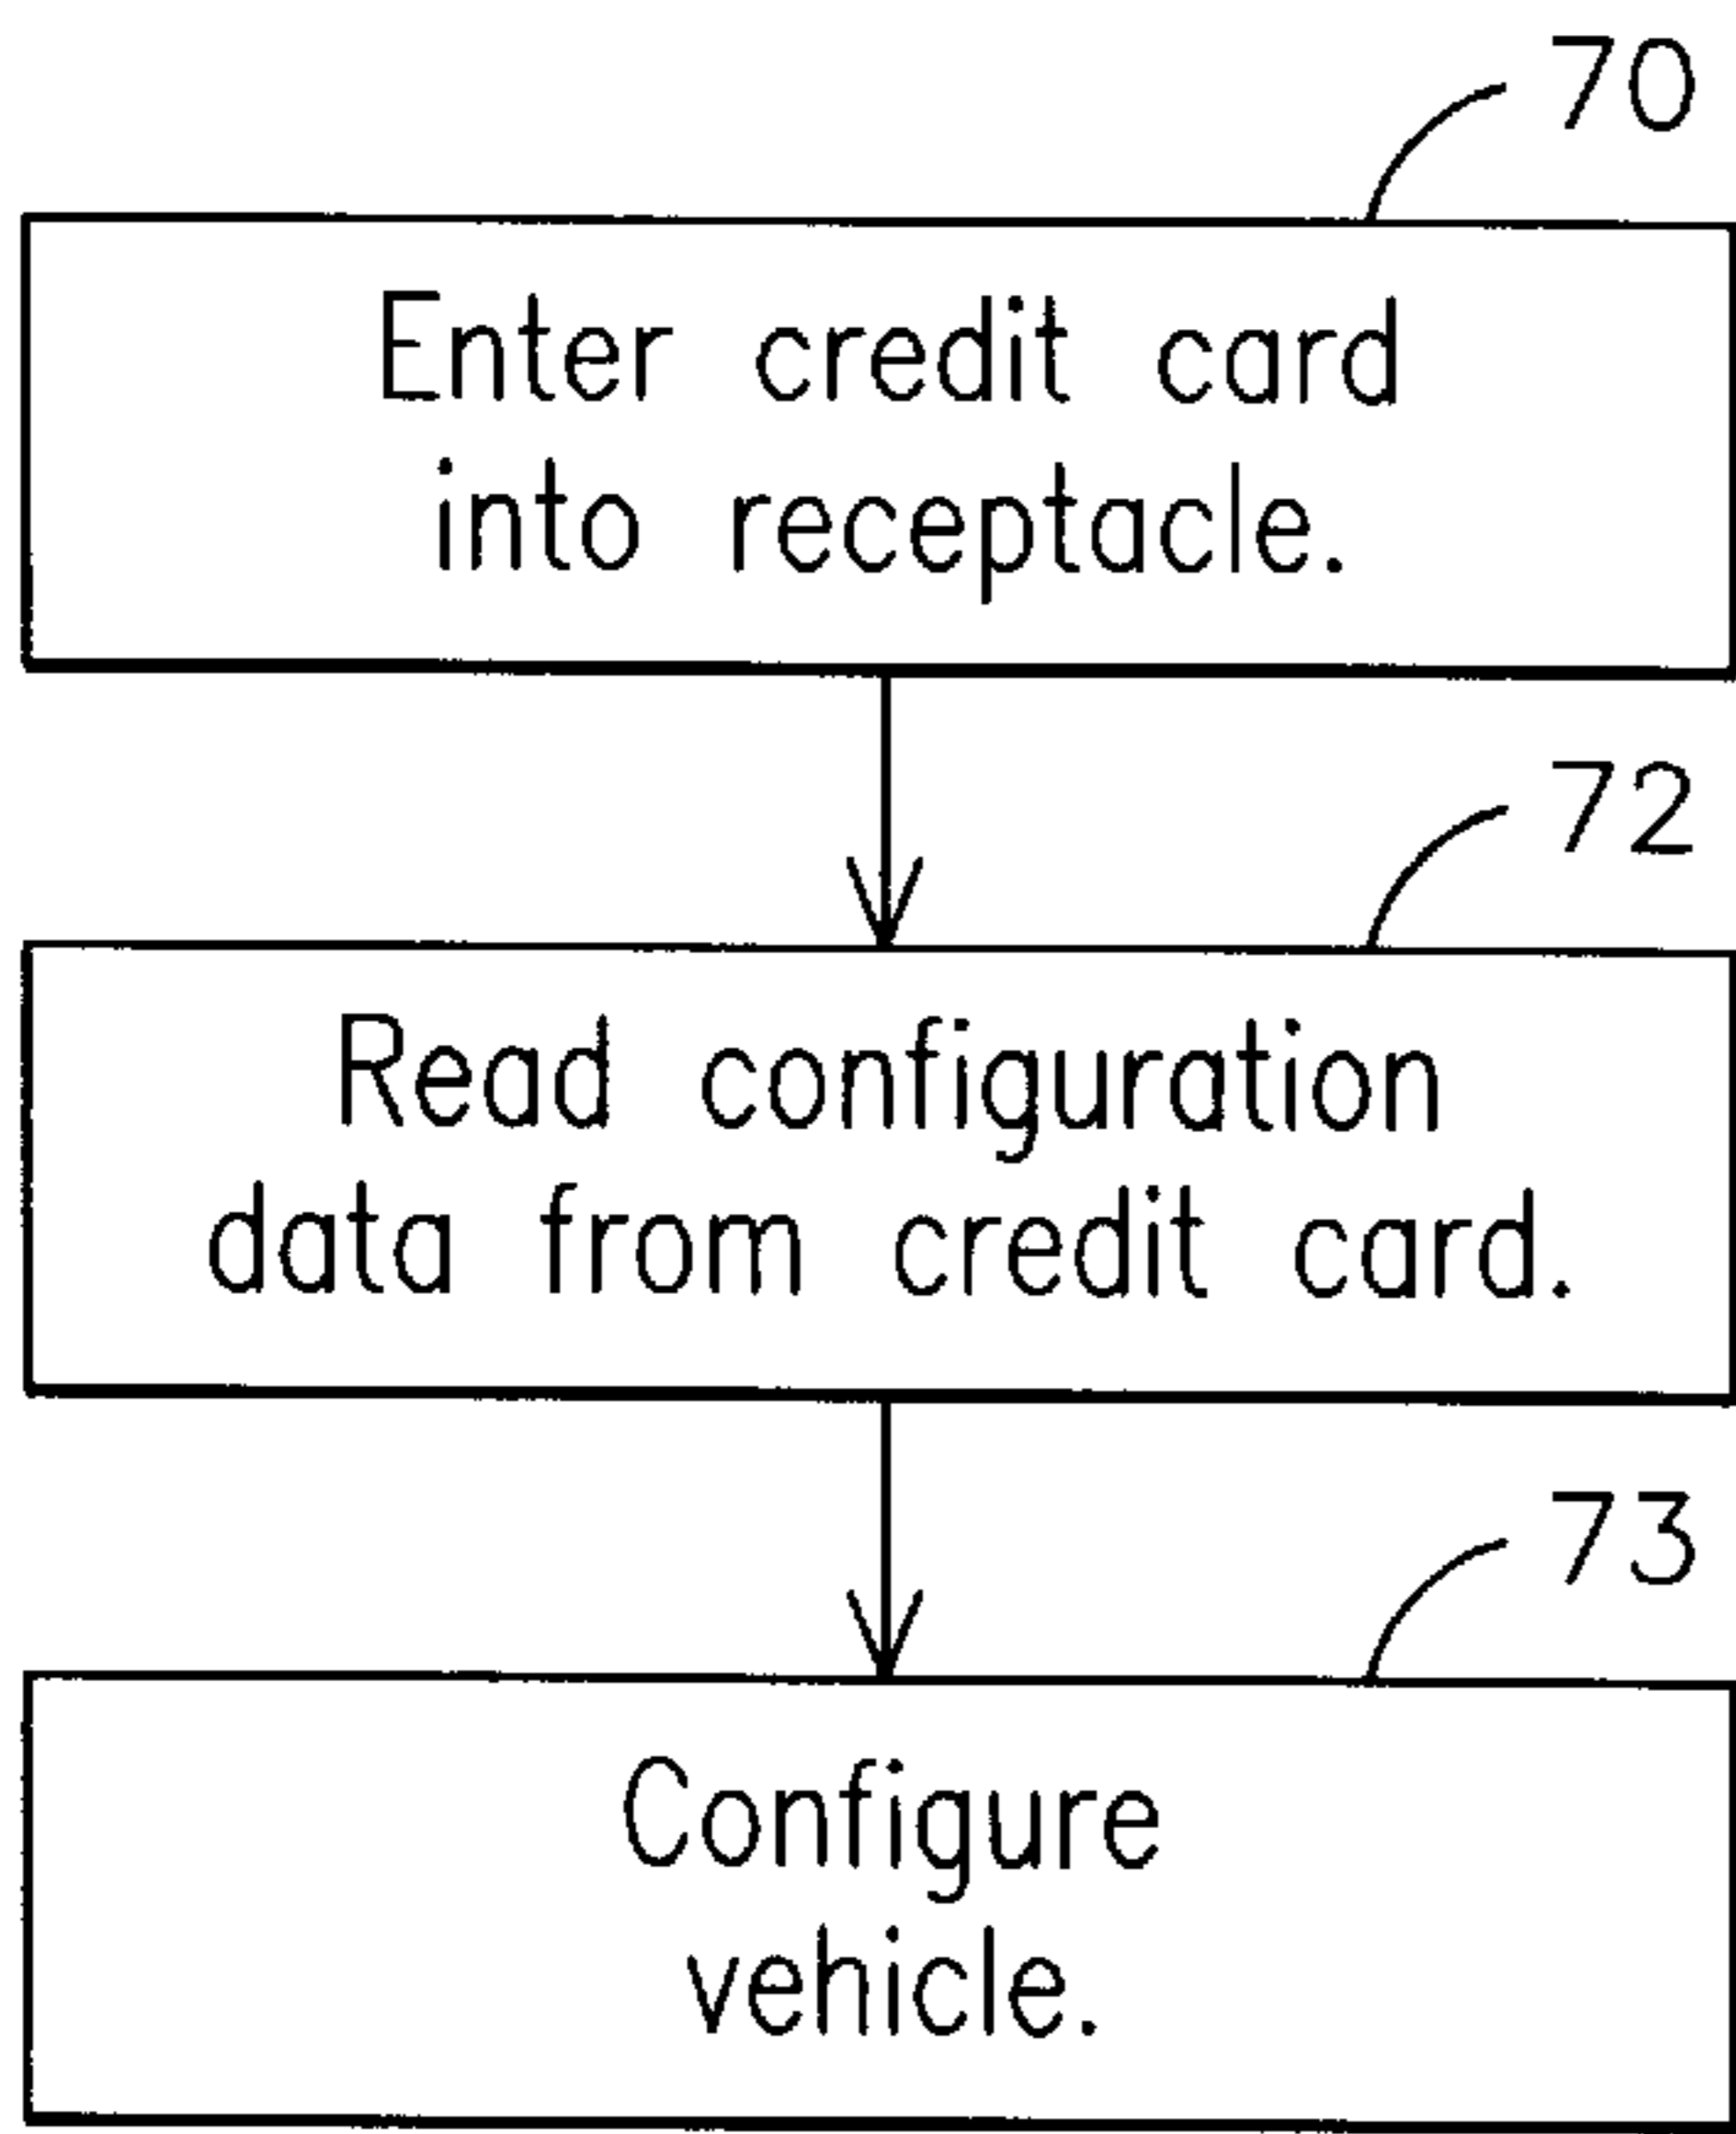 70
Enter credit card
into receptacle.
72
Read configuration
data from credit card.
73
Configure
vehicle.